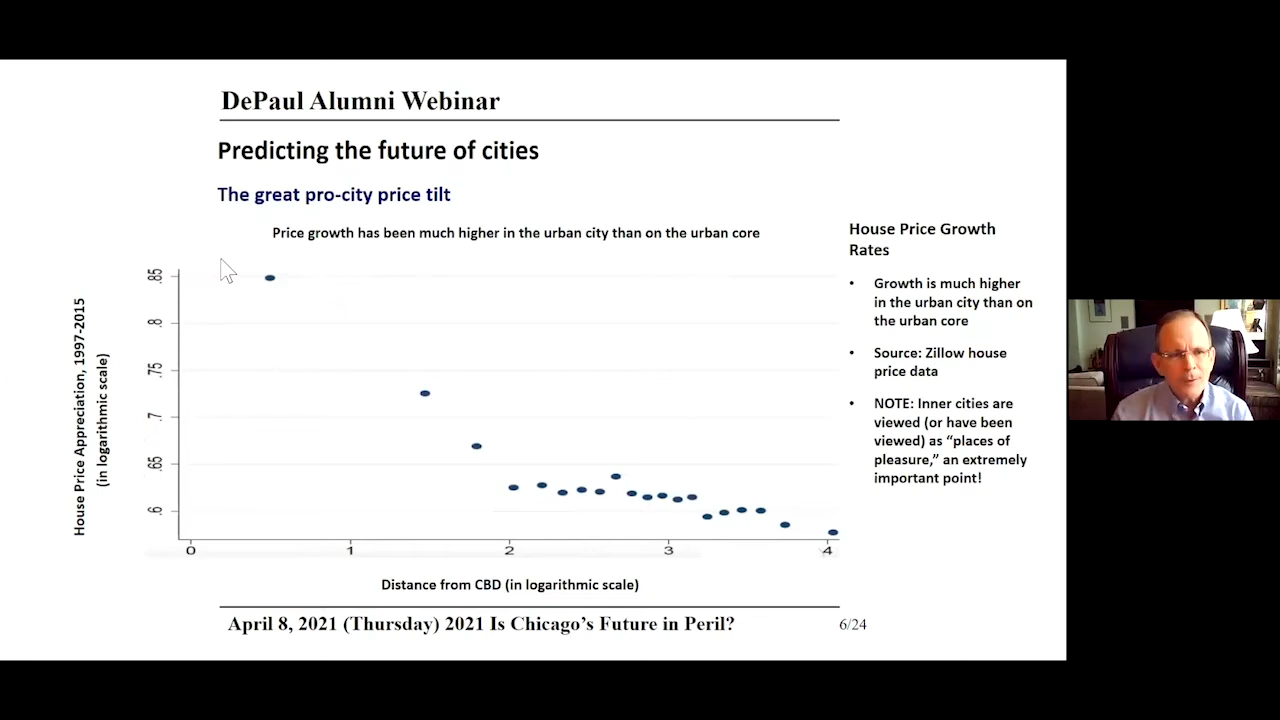 DePaul Alumni Webinar
Predicting the future of cities
The great pro-city price tilt
Price growth has been much higher in the urban city than on the urban core
House Price Appreciation, 1997-2015
(in logarithmic scale)
.85
.8
.75
.7
.65
.6
0 1 2 3 4
Distance from CBD (in logarithmic scale)
House Price Growth
Rates
• Growth is much higher
in the urban city than on
the urban core
• Source: Zillow house
price data
• NOTE: Inner cities are
viewed (or have been
viewed) as “places of
pleasure,” an extremely
important point!
April 8, 2021 (Thursday) 2021 Is Chicago’s Future in Peril?
6/24